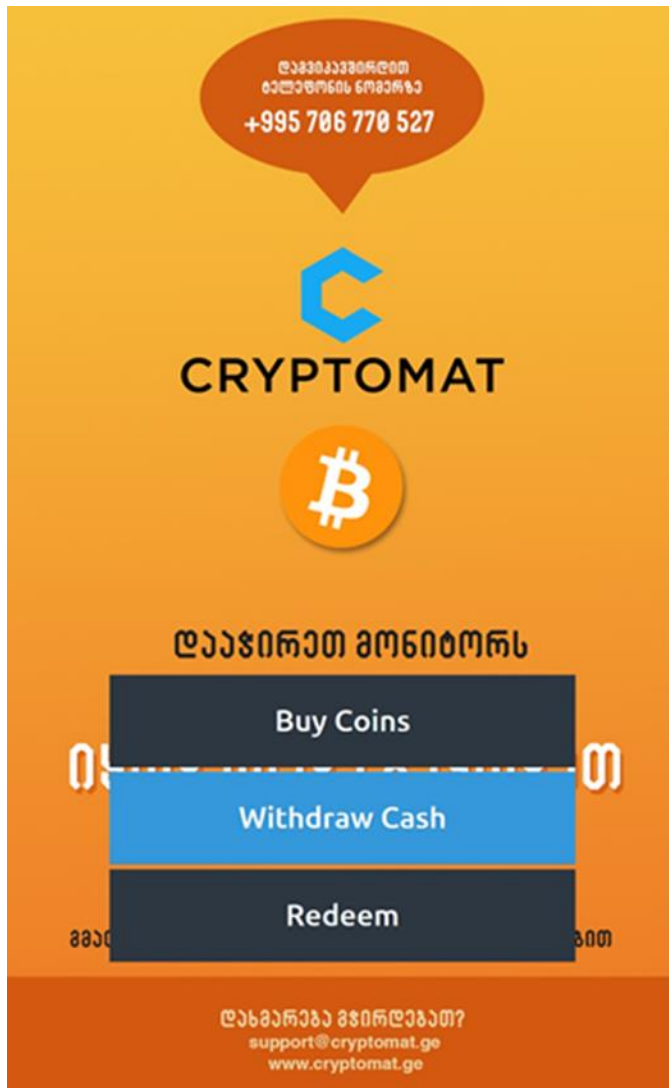 დაგვიკავშირდით
ტელეფონის ნომერზე
+995 706 770 527
CRYPTOMAT
დააჭირეთ მონიტორს
Buy Coins
Withdraw Cash
Redeem
დახმარება გჭირდებათ?
support@cryptomat.ge
www.cryptomat.ge